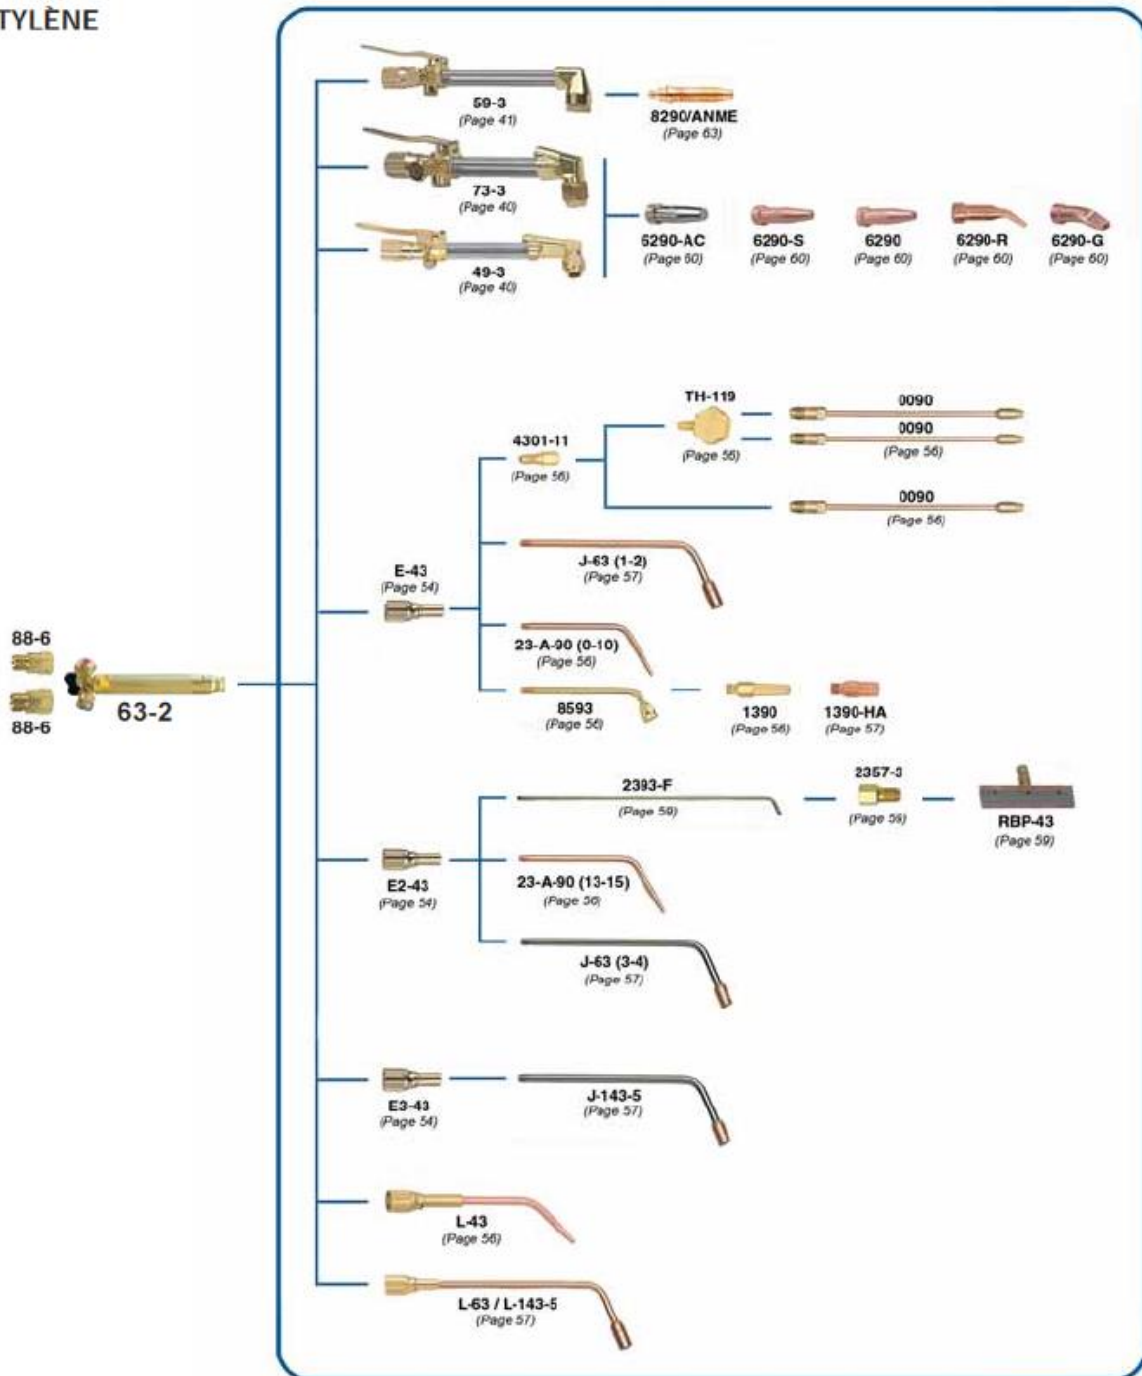 TYLÈNE
59-3
(Page 41)
8290/ANME
(Page 63)
73-3
(Page 40)
6290-AC
(Page 60)
6290-S
(Page 60)
6290
(Page 60)
6290-R
(Page 60)
6290-G
(Page 60)
49-3
(Page 40)
TH-119
(Page 56)
0090
0090
(Page 56)
4301-11
(Page 56)
0090
(Page 56)
E-43
(Page 54)
J-63 (1-2)
(Page 57)
23-A-90 (0-10)
(Page 56)
88-6
63-2
88-6
8593
(Page 56)
1390
(Page 56)
1390-HA
(Page 57)
2393-F
(Page 59)
2357-3
(Page 59)
RBP-43
(Page 59)
E2-43
(Page 54)
23-A-90 (13-15)
(Page 56)
J-63 (3-4)
(Page 57)
E3-43
(Page 54)
J-143-5
(Page 57)
L-43
(Page 56)
L-63 / L-143-5
(Page 57)